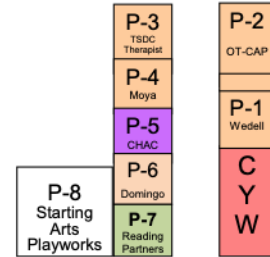 P-3
TSDC
Therapist
P-4
Moya
P-5
CHAC
P-6
Domingo
P-7
Reading
Partners
P-8
Starting
Arts
Playworks
P-2
OT-CAP
P-1
Wedell
C
Y
W